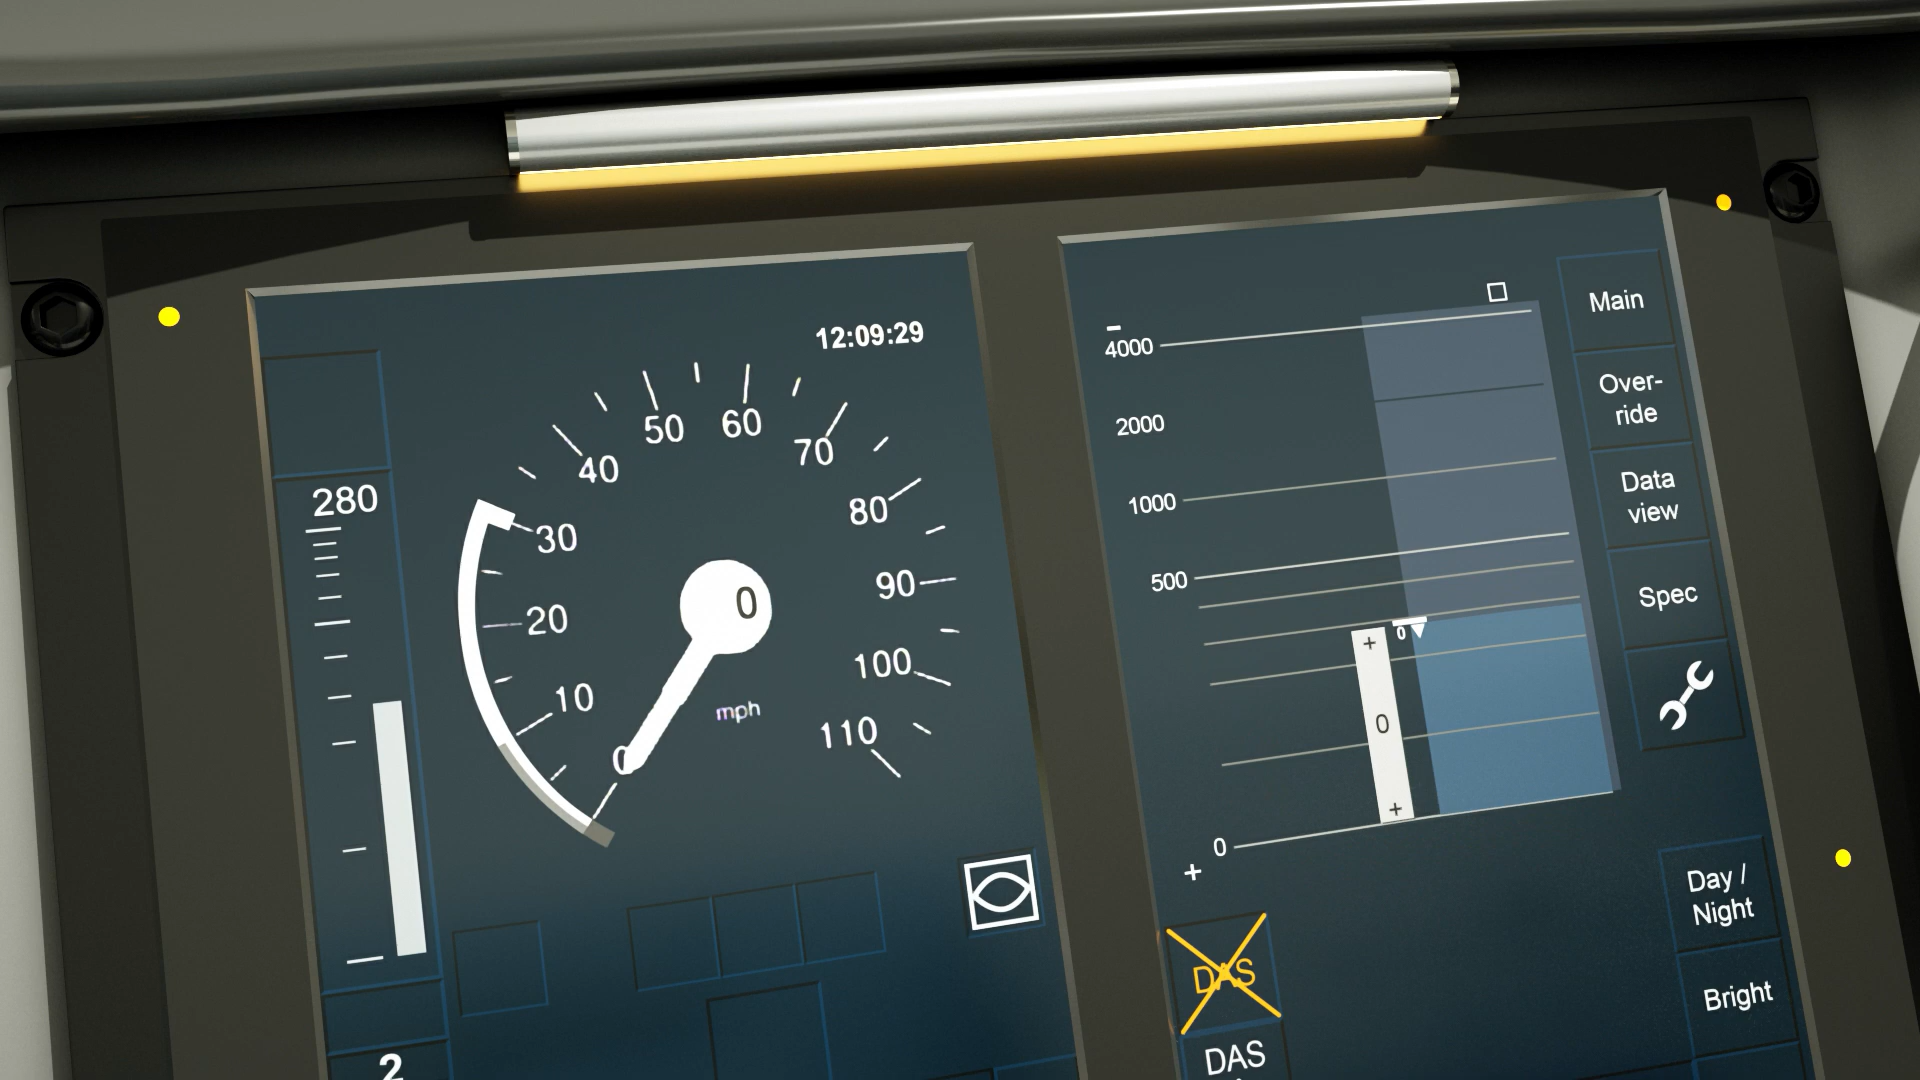 12:09:29
280
0
10
20
30
40
50
60
70
80
90
100
110
0
mph
2
4000
2000
1000
500
0
+
0
+
0
+
DAS
DAS
Main
Over-
ride
Data
view
Spec
Day /
Night
Bright